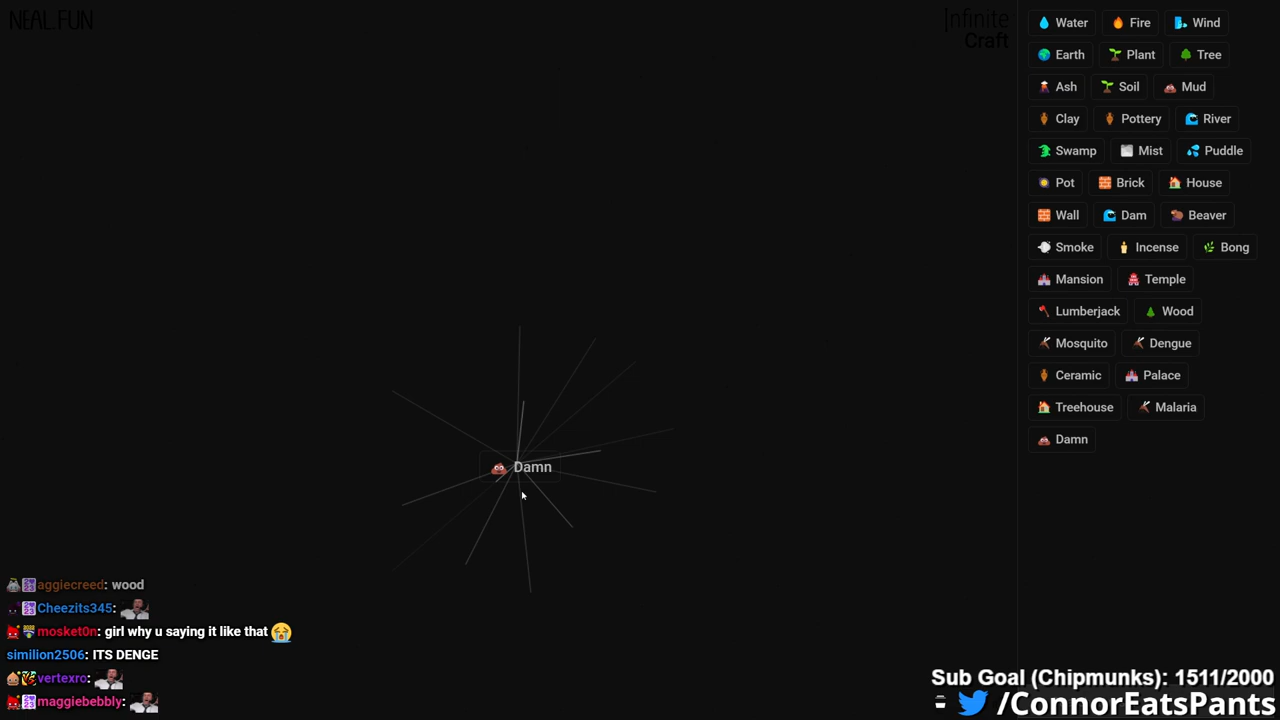 NEAL.FUN
Infinite
Craft
Water Fire Wind
Earth Plant Tree
Ash Soil Mud
Clay Pottery River
Swamp Mist Puddle
Pot Brick House
Wall Dam Beaver
Smoke Incense Bong
Mansion Temple
Lumberjack Wood
Mosquito Dengue
Ceramic Palace
Treehouse Malaria
Damn
Damn
aggiecreed: wood
Cheezits345:
mosket0n: girl why u saying it like that
similion2506: ITS DENGE
vertexro:
maggiebebbly:
Sub Goal (Chipmunks): 1511/2000
/ConnorEatsPants